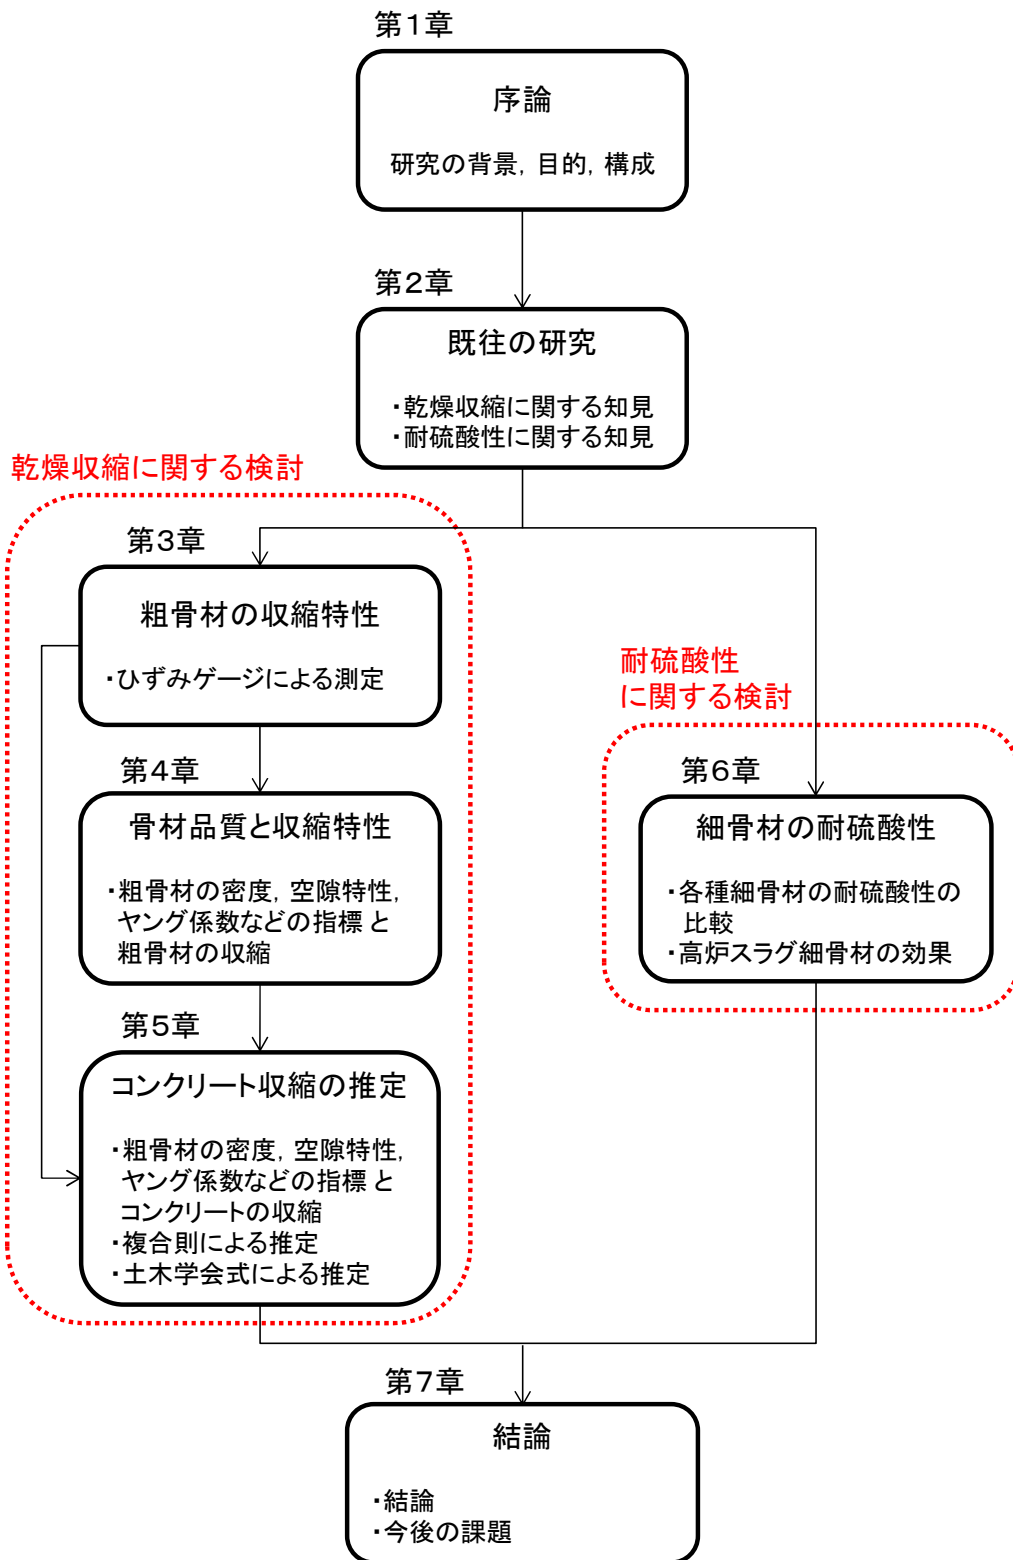 第1章
序論
研究の背景, 目的, 構成
第2章
既往の研究
・乾燥収縮に関する知見
・耐硫酸性に関する知見
乾燥収縮に関する検討
第3章
粗骨材の収縮特性
・ひずみゲージによる測定
第4章
骨材品質と収縮特性
・粗骨材の密度, 空隙特性,
ヤング係数などの指標 と
粗骨材の収縮
第5章
コンクリート収縮の推定
・粗骨材の密度, 空隙特性,
ヤング係数などの指標 と
コンクリートの収縮
・複合則による推定
・土木学会式による推定
耐硫酸性
に関する検討
第6章
細骨材の耐硫酸性
・各種細骨材の耐硫酸性の
比較
・高炉スラグ細骨材の効果
第7章
結論
・結論
・今後の課題